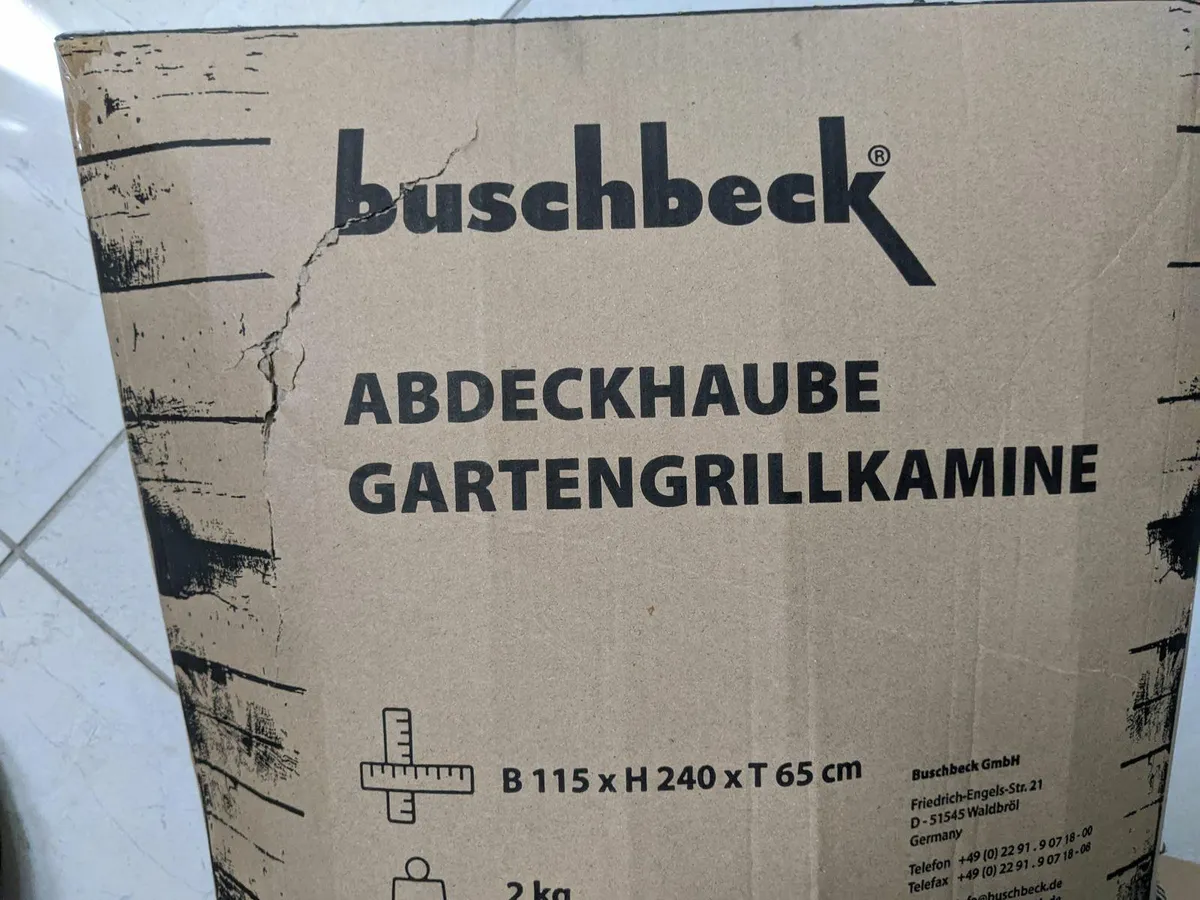 buschbeck®
ABDECKHAUBE
GARTENGRILLKAMINE
B 115 x H 240 x T 65 cm
2 kg
Buschbeck GmbH
Friedrich-Engels-Str. 21
D - 51545 Waldbröl
Germany
Telefon +49 (0) 22 91 . 9 07 18 - 00
Telefax +49 (0) 22 91 . 9 07 18 - 08